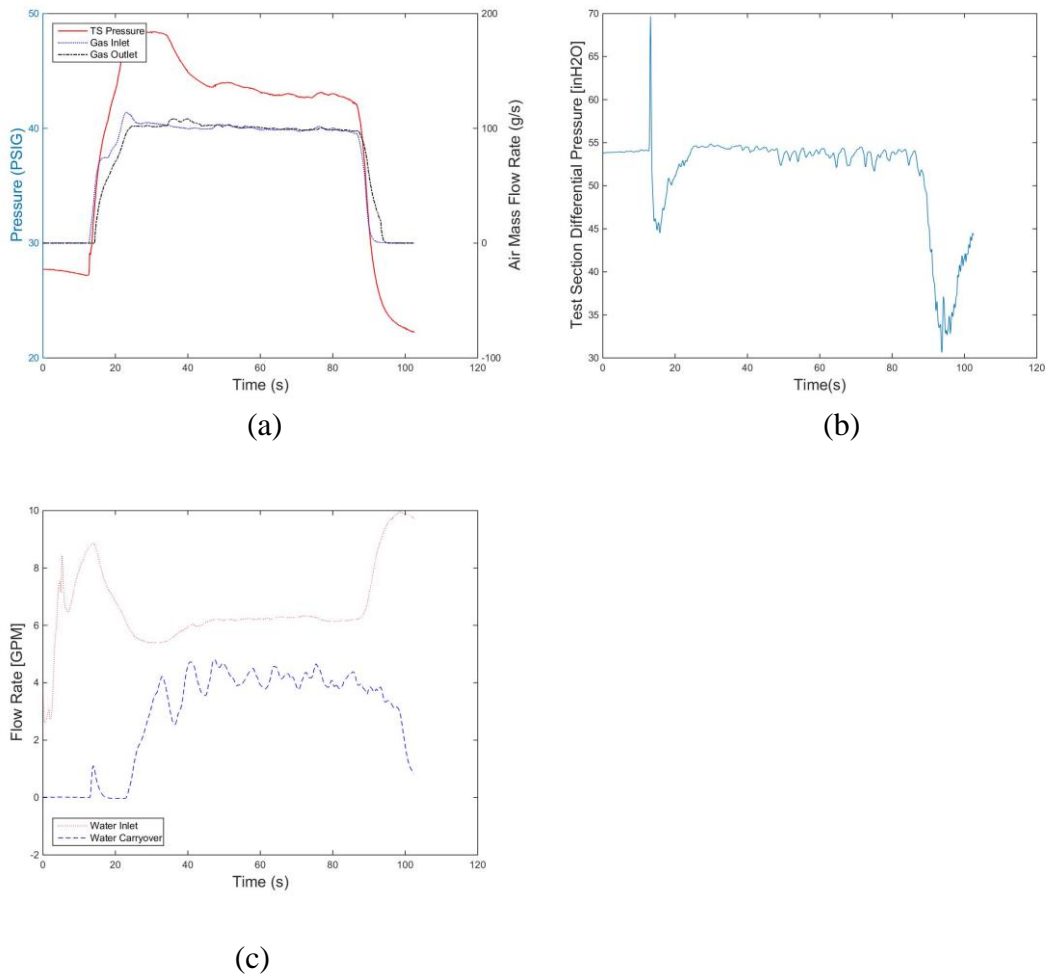 50
200
TS Pressure
Gas Inlet
Gas Outlet
40
100
Pressure (PSIG)
Air Mass Flow Rate (g/s)
30
0
20
-100
0 20 40 60 80 100 120
Time (s)
(a)
70
65
60
55
50
45
40
35
30
Test Section Differential Pressure [inH2O]
0 20 40 60 80 100 120
Time(s)
(b)
10
8
6
4
2
0
-2
Flow Rate [GPM]
Water Inlet
Water Carryover
0 20 40 60 80 100 120
Time (s)
(c)